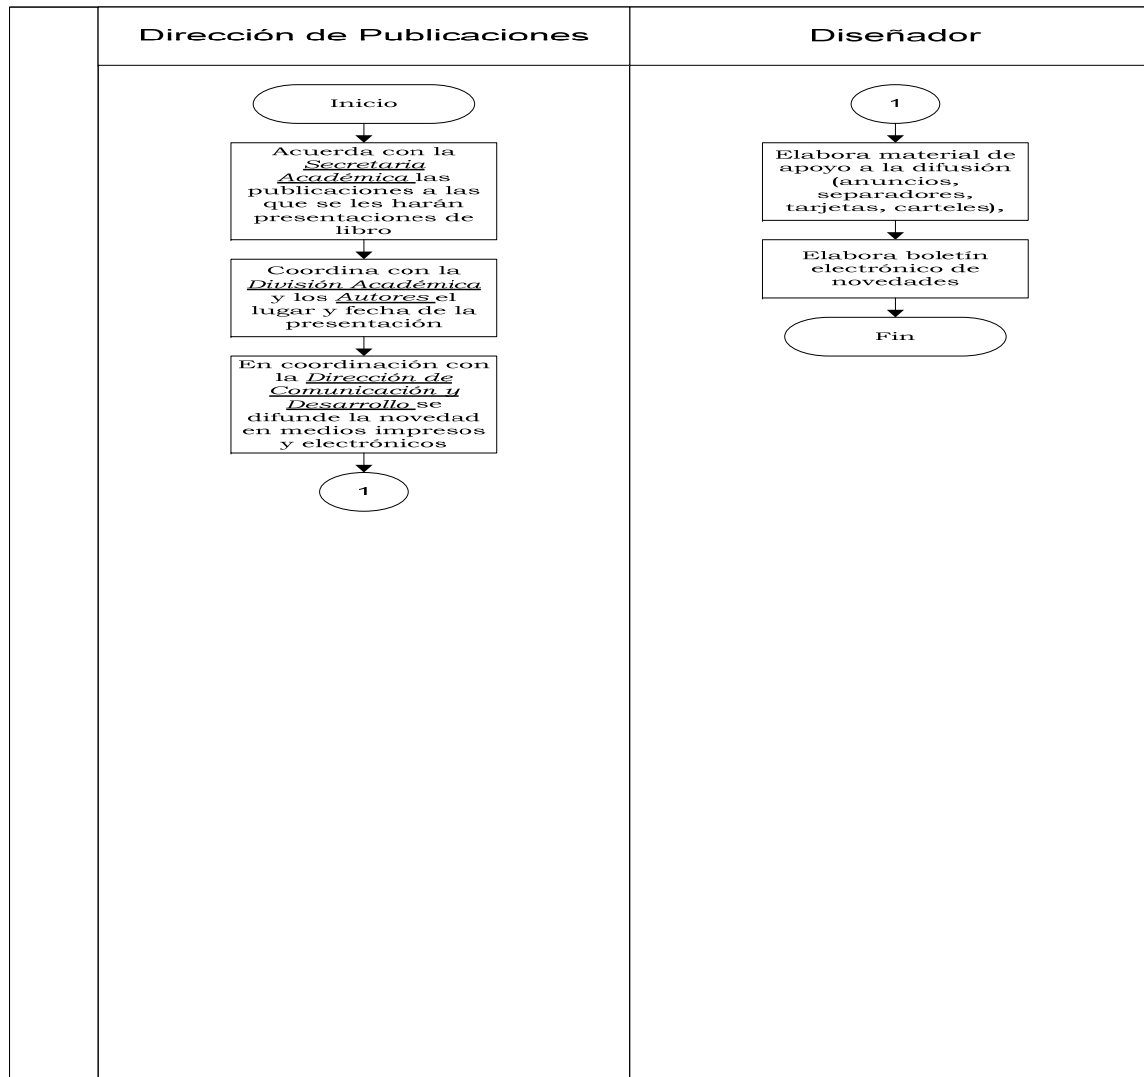 Dirección de Publicaciones
Diseñador
Inicio
Acuerda con la
Secretaria
Académica las
publicaciones a las
que se les harán
presentaciones de
libro
Coordina con la
División Académica
y los Autores el
lugar y fecha de la
presentación
En coordinación con
la Dirección de
Comunicación y
Desarrollo se
difunde la novedad
en medios impresos
y electrónicos
1
1
Elabora material de
apoyo a la difusión
(anuncios,
separadores,
tarjetas, carteles),
Elabora boletín
electrónico de
novedades
Fin